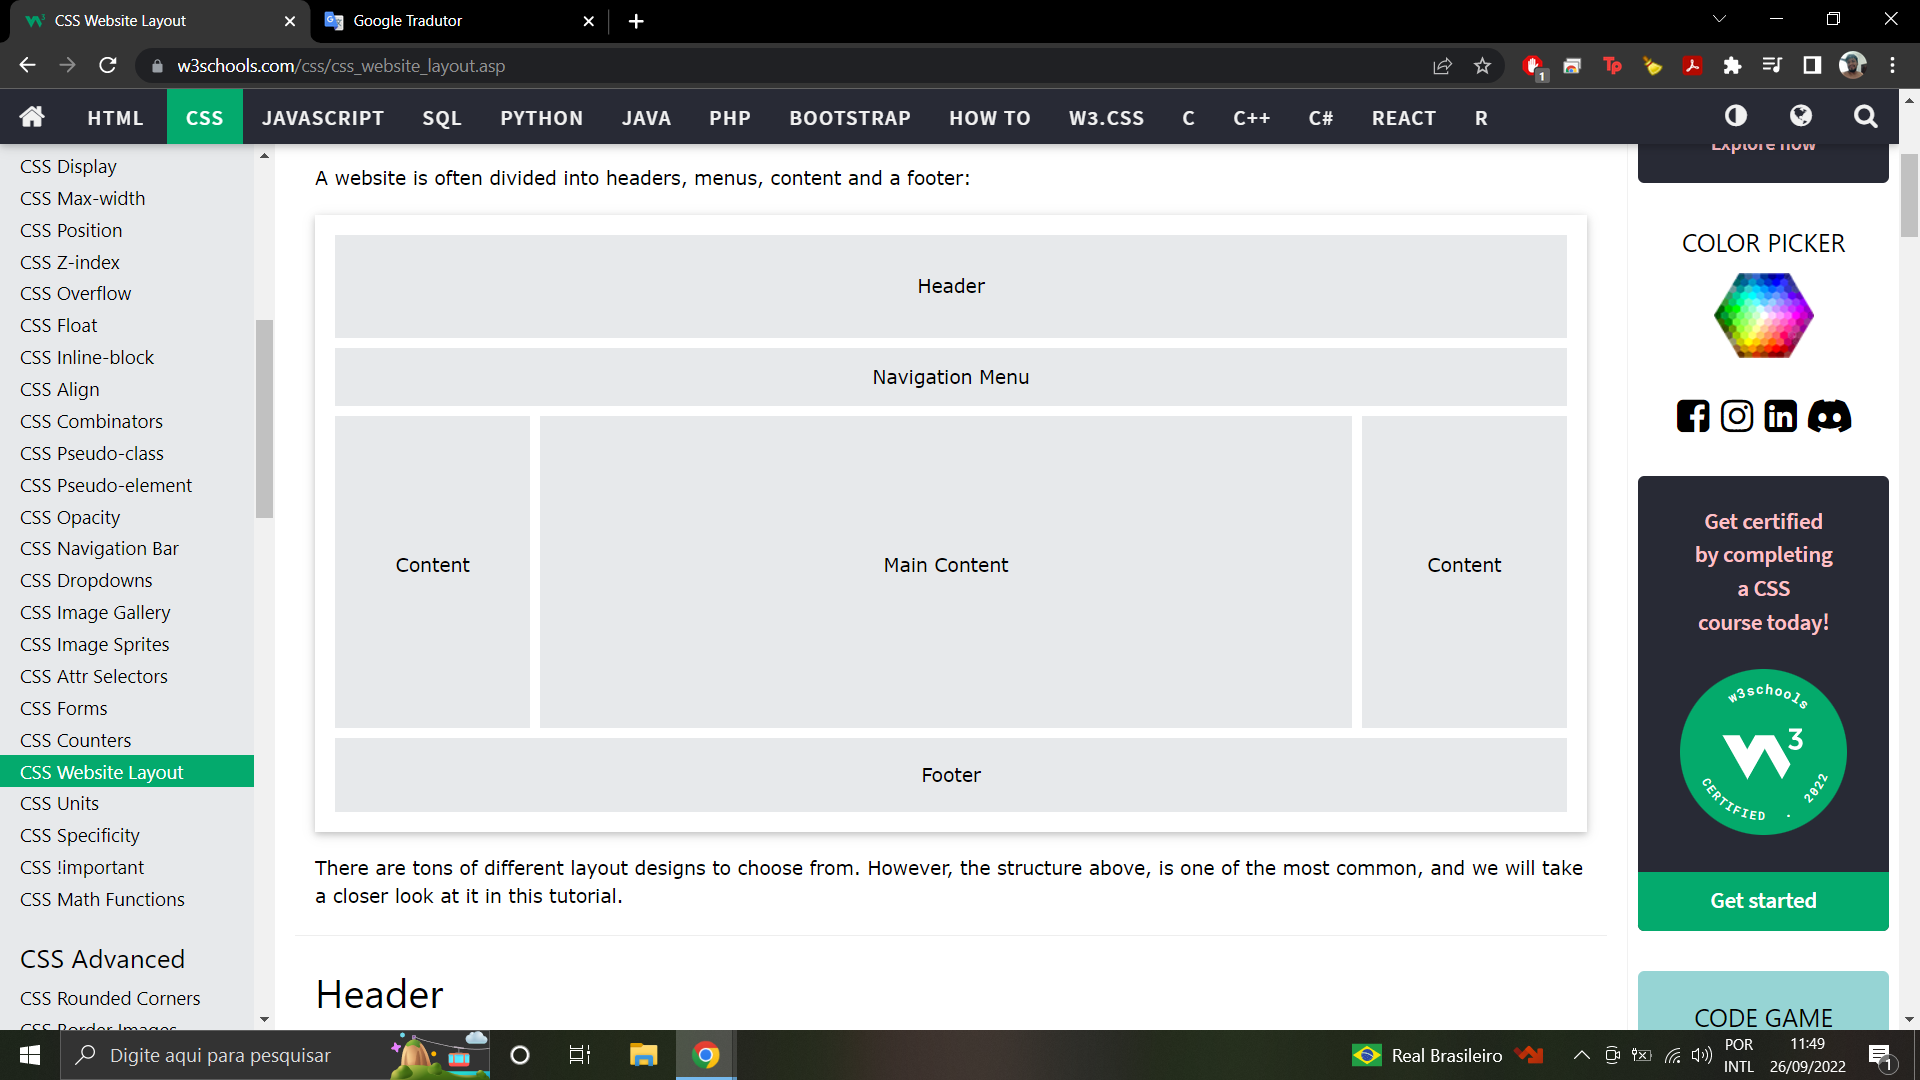 CSS Website Layout
Google Tradutor
w3schools.com/css/css_website_layout.asp
1
HTML CSS JAVASCRIPT SQL PYTHON JAVA PHP BOOTSTRAP HOW TO W3.CSS C C++ C# REACT R
CSS Display
CSS Max-width
CSS Position
CSS Z-index
CSS Overflow
CSS Float
CSS Inline-block
CSS Align
CSS Combinators
CSS Pseudo-class
CSS Pseudo-element
CSS Opacity
CSS Navigation Bar
CSS Dropdowns
CSS Image Gallery
CSS Image Sprites
CSS Attr Selectors
CSS Forms
CSS Counters
CSS Website Layout
CSS Units
CSS Specificity
CSS !important
CSS Math Functions
CSS Advanced
CSS Rounded Corners
CSS Border Images
A website is often divided into headers, menus, content and a footer:
Header
Navigation Menu
Content
Main Content
Content
Footer
There are tons of different layout designs to choose from. However, the structure above, is one of the most common, and we will take
a closer look at it in this tutorial.
Header
Explore now
COLOR PICKER
Get certified
by completing
a CSS
course today!
w3schools
W3
CERTIFIED · 2022
Get started
CODE GAME
Digite aqui para pesquisar
Real Brasileiro
POR
INTL
11:49
26/09/2022
1